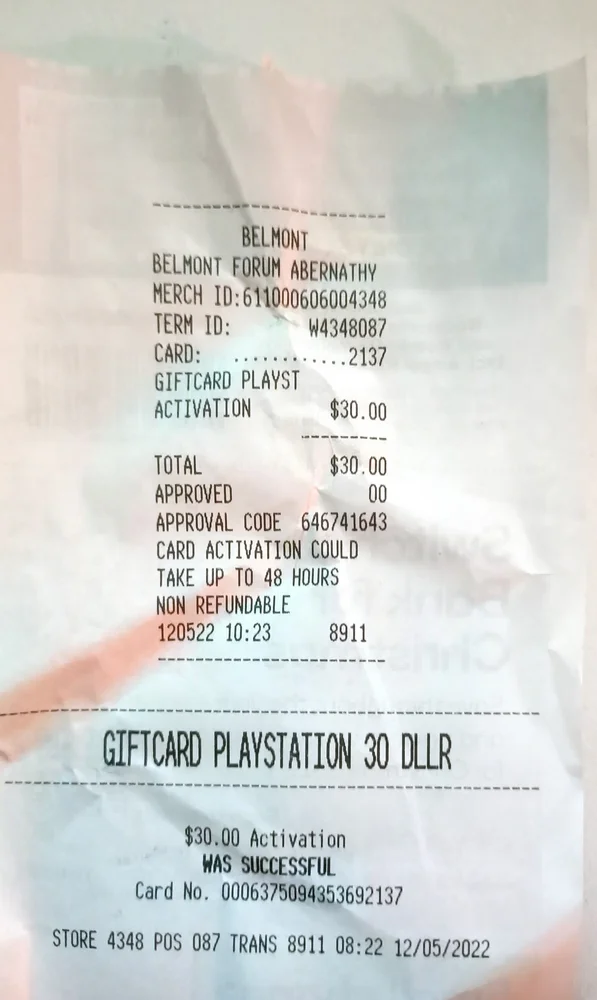 --------------------
BELMONT
BELMONT FORUM ABERNATHY
MERCH ID:611000606004348
TERM ID: W4348087
CARD: ............2137
GIFTCARD PLAYST
ACTIVATION $30.00
----------
TOTAL $30.00
APPROVED 00
APPROVAL CODE 646741643
CARD ACTIVATION COULD
TAKE UP TO 48 HOURS
NON REFUNDABLE
120522 10:23 8911
--------------------
GIFTCARD PLAYSTATION 30 DLLR
$30.00 Activation
WAS SUCCESSFUL
Card No. 0006375094353692137
STORE 4348 POS 087 TRANS 8911 08:22 12/05/2022